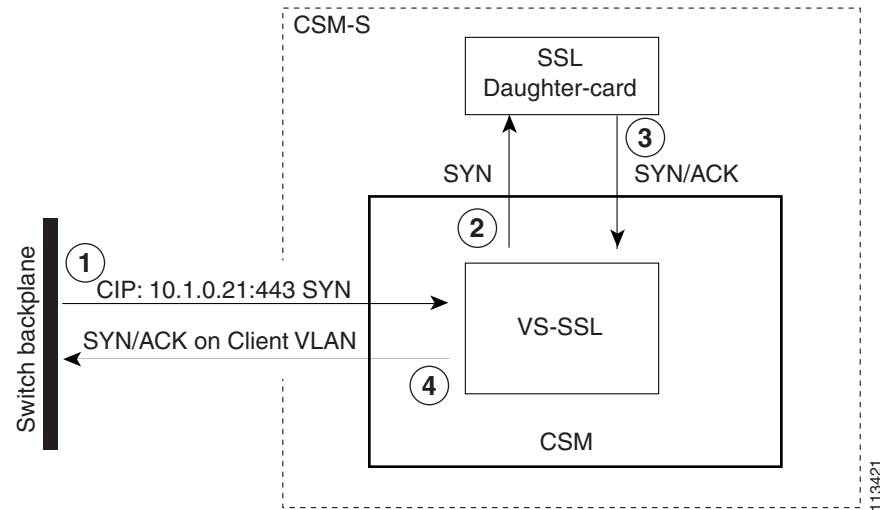 CSM-S
SSL
Daughter-card
3
SYN
SYN/ACK
2
Switch backplane
1
CIP: 10.1.0.21:443 SYN
VS-SSL
SYN/ACK on Client VLAN
4
CSM
113421